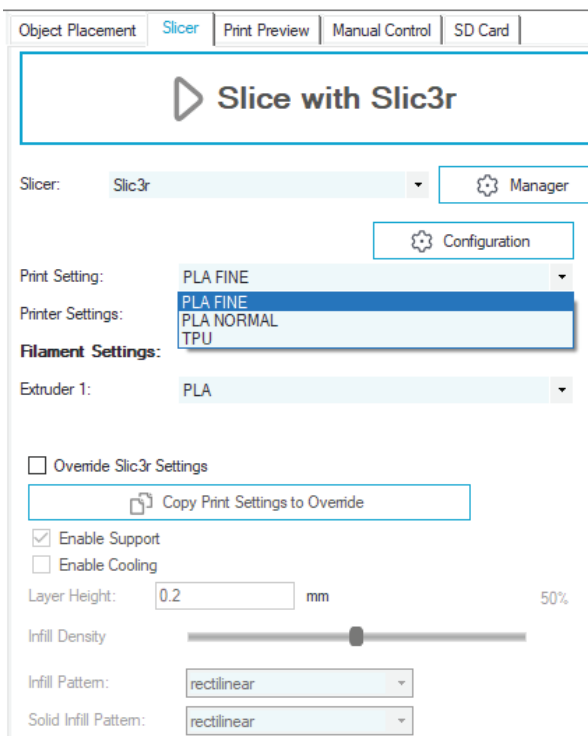 Object Placement Slicer Print Preview Manual Control SD Card
Slice with Slic3r
Slicer: Slic3r Manager
Configuration
Print Setting: PLA FINE
PLA FINE
Printer Settings: PLA NORMAL
TPU
Filament Settings:
Extruder 1: PLA
Override Slic3r Settings
Copy Print Settings to Override
Enable Support
Enable Cooling
Layer Height: 0.2 mm 50%
Infill Density
Infill Pattern: rectilinear
Solid Infill Pattern: rectilinear